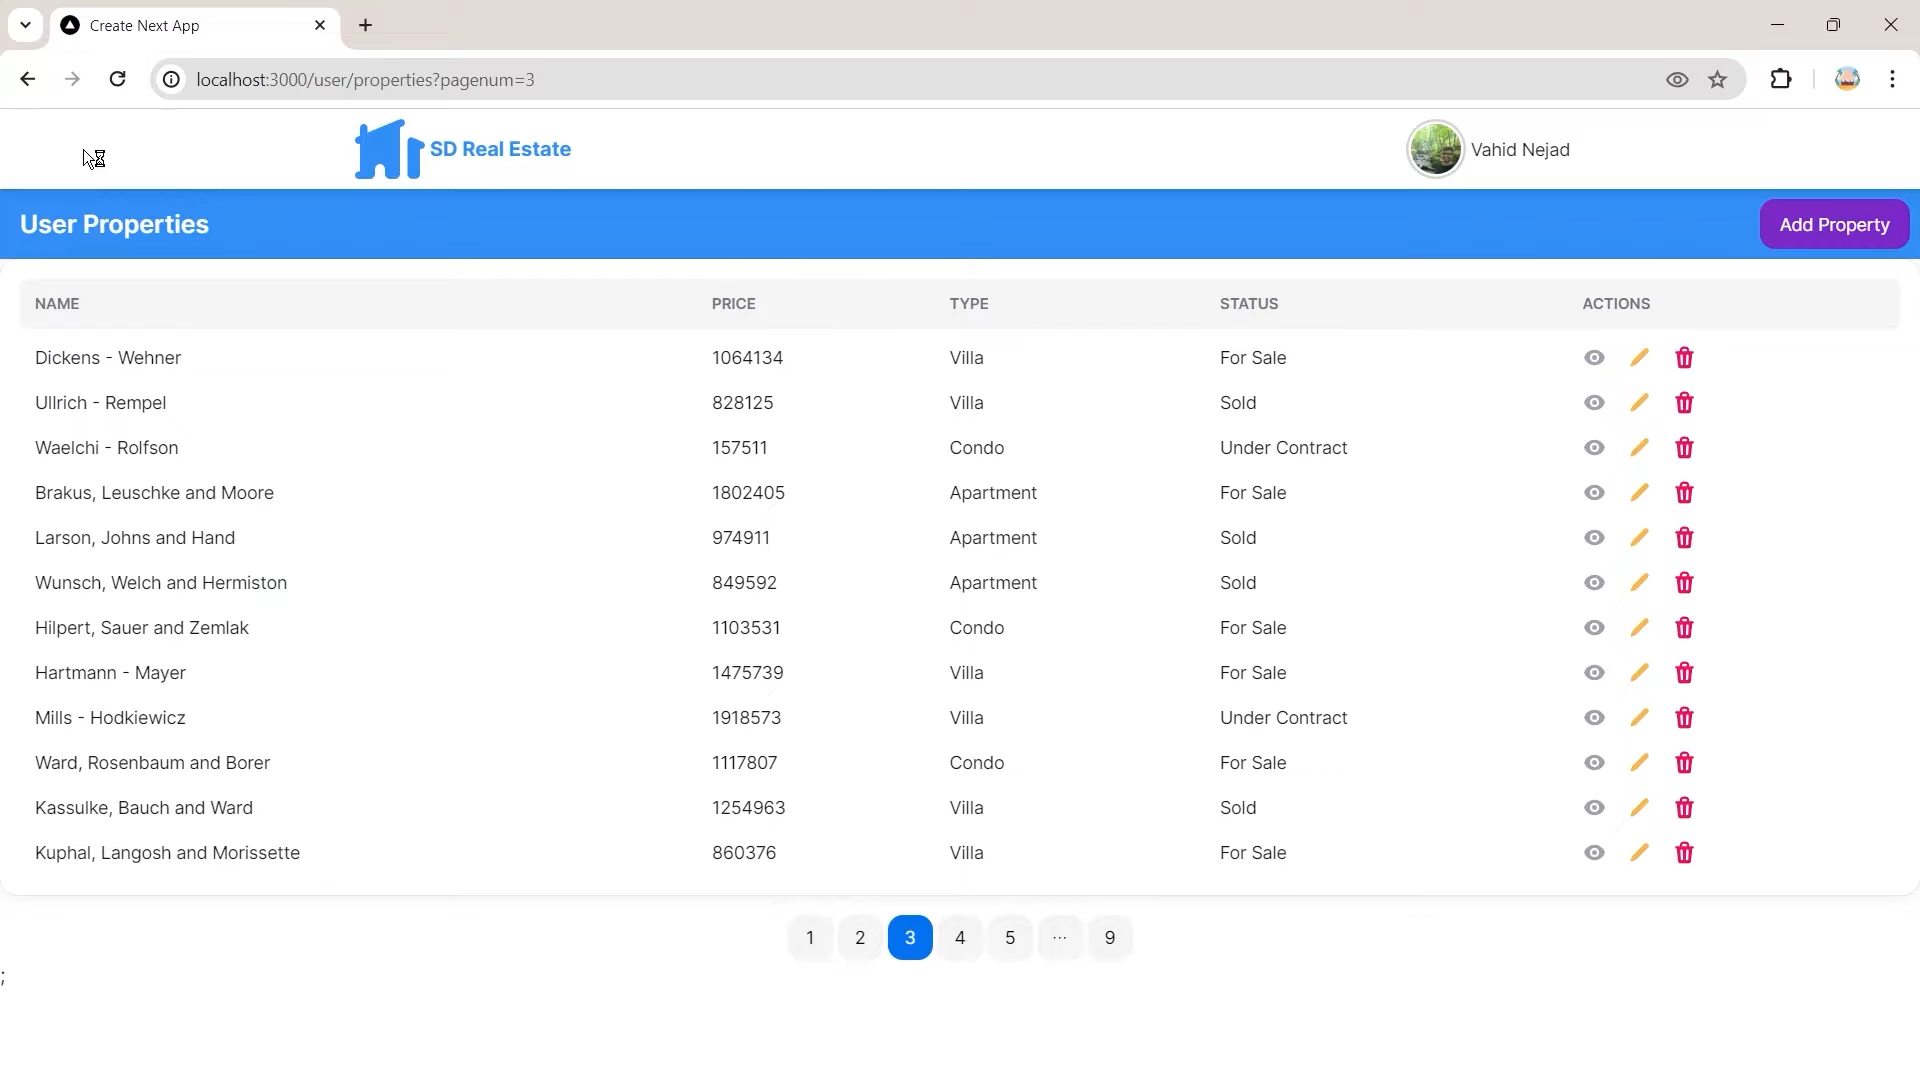 Create Next App
localhost:3000/user/properties?pagenum=3
SD Real Estate
Vahid Nejad
User Properties
Add Property
NAME PRICE TYPE STATUS ACTIONS
Dickens - Wehner 1064134 Villa For Sale
Ullrich - Rempel 828125 Villa Sold
Waelchi - Rolfson 157511 Condo Under Contract
Brakus, Leuschke and Moore 1802405 Apartment For Sale
Larson, Johns and Hand 974911 Apartment Sold
Wunsch, Welch and Hermiston 849592 Apartment Sold
Hilpert, Sauer and Zemlak 1103531 Condo For Sale
Hartmann - Mayer 1475739 Villa For Sale
Mills - Hodkiewicz 1918573 Villa Under Contract
Ward, Rosenbaum and Borer 1117807 Condo For Sale
Kassulke, Bauch and Ward 1254963 Villa Sold
Kuphal, Langosh and Morissette 860376 Villa For Sale
1 2 3 4 5 ... 9
;